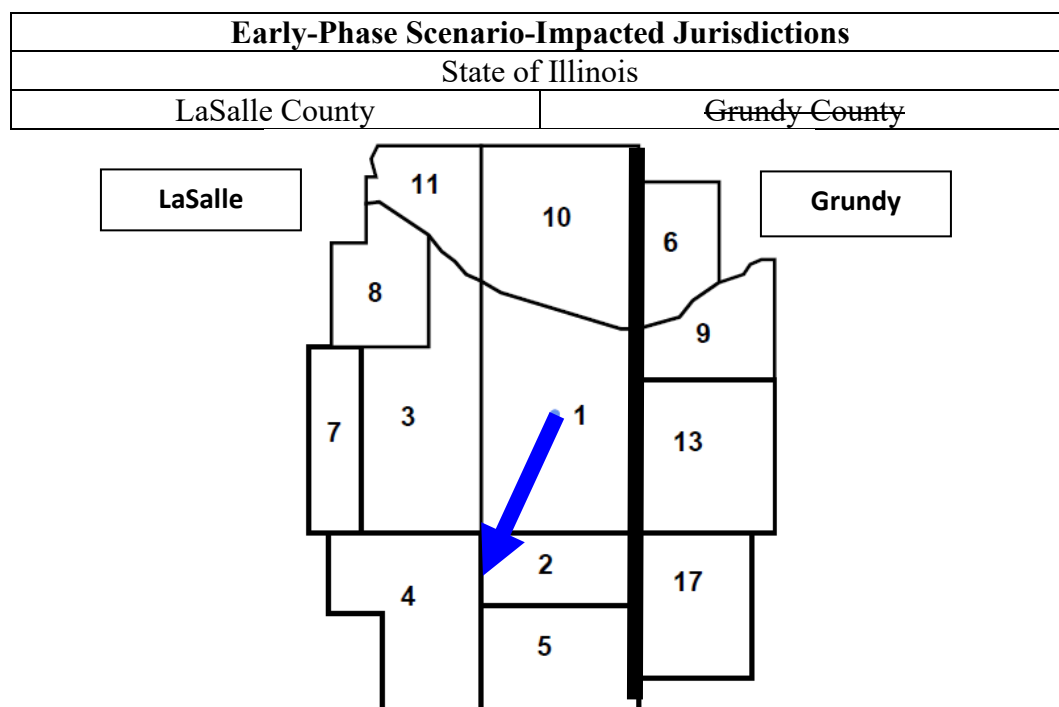 Early-Phase Scenario-Impacted Jurisdictions
State of Illinois
LaSalle County Grundy County
LaSalle
11
10
6
Grundy
8
9
7
3
1
13
2
17
4
5